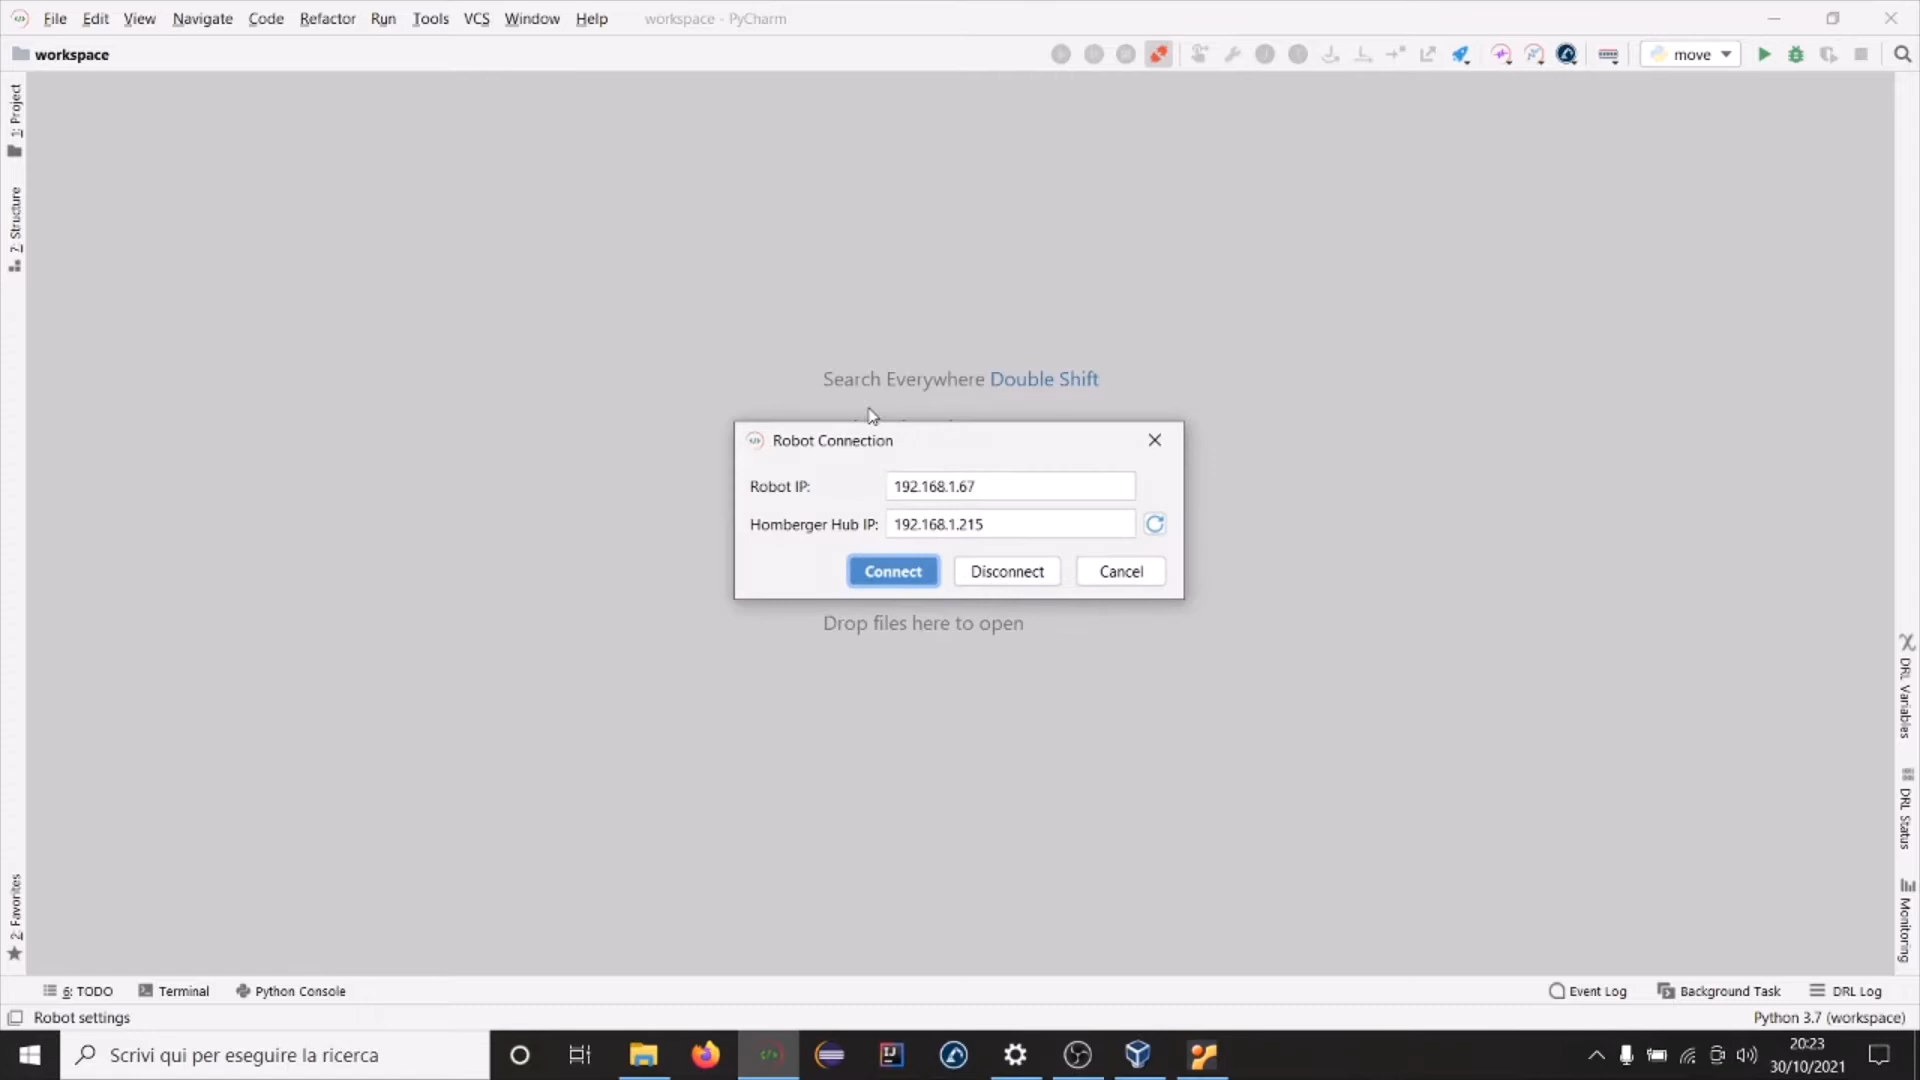 File Edit View Navigate Code Refactor Run Tools VCS Window Help workspace - PyCharm
workspace
move
1: Project
7: Structure
Search Everywhere Double Shift
Robot Connection
Robot IP: 192.168.1.67
Homberger Hub IP: 192.168.1.215
Connect Disconnect Cancel
Drop files here to open
DRL Variables
DRL Status
Monitoring
2: Favorites
6: TODO Terminal Python Console Event Log Background Task DRL Log
Robot settings Python 3.7 (workspace)
Scrivi qui per eseguire la ricerca
20:23
30/10/2021